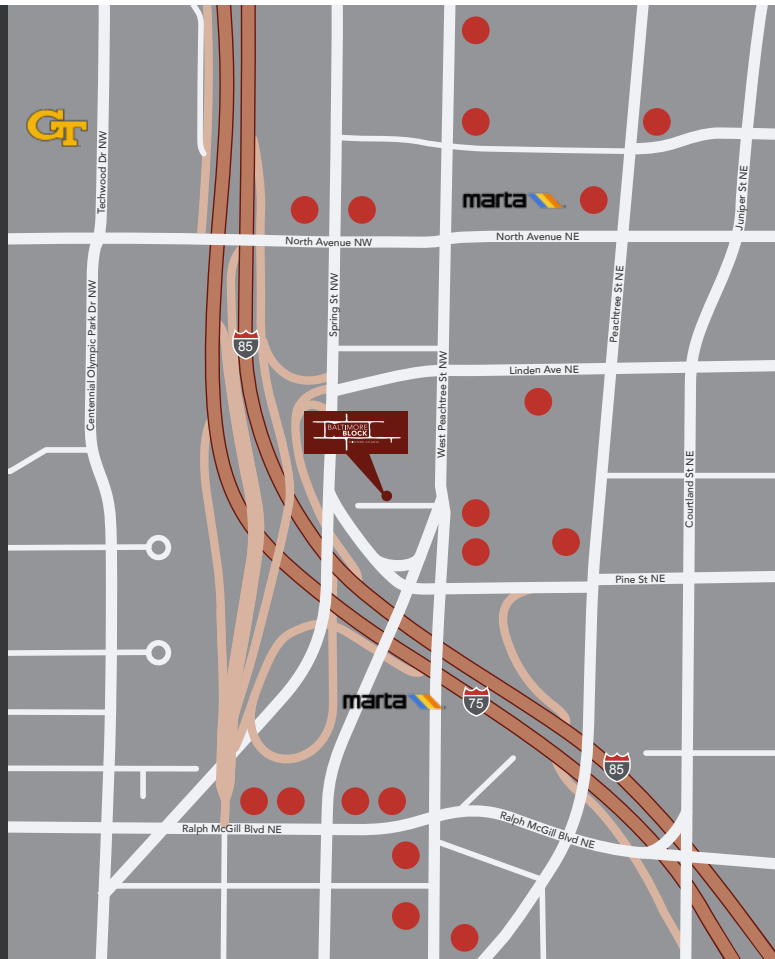 GT
Techwood Dr NW
marta
Juniper St NE
North Avenue NW
North Avenue NE
Peachtree St NE
Spring St NW
Centennial Olympic Park Dr NW
85
West Peachtree St NW
Linden Ave NE
BALTIMORE
BLOCK
Courtland St NE
Pine St NE
marta
75
85
Ralph McGill Blvd NE
Ralph McGill Blvd NE